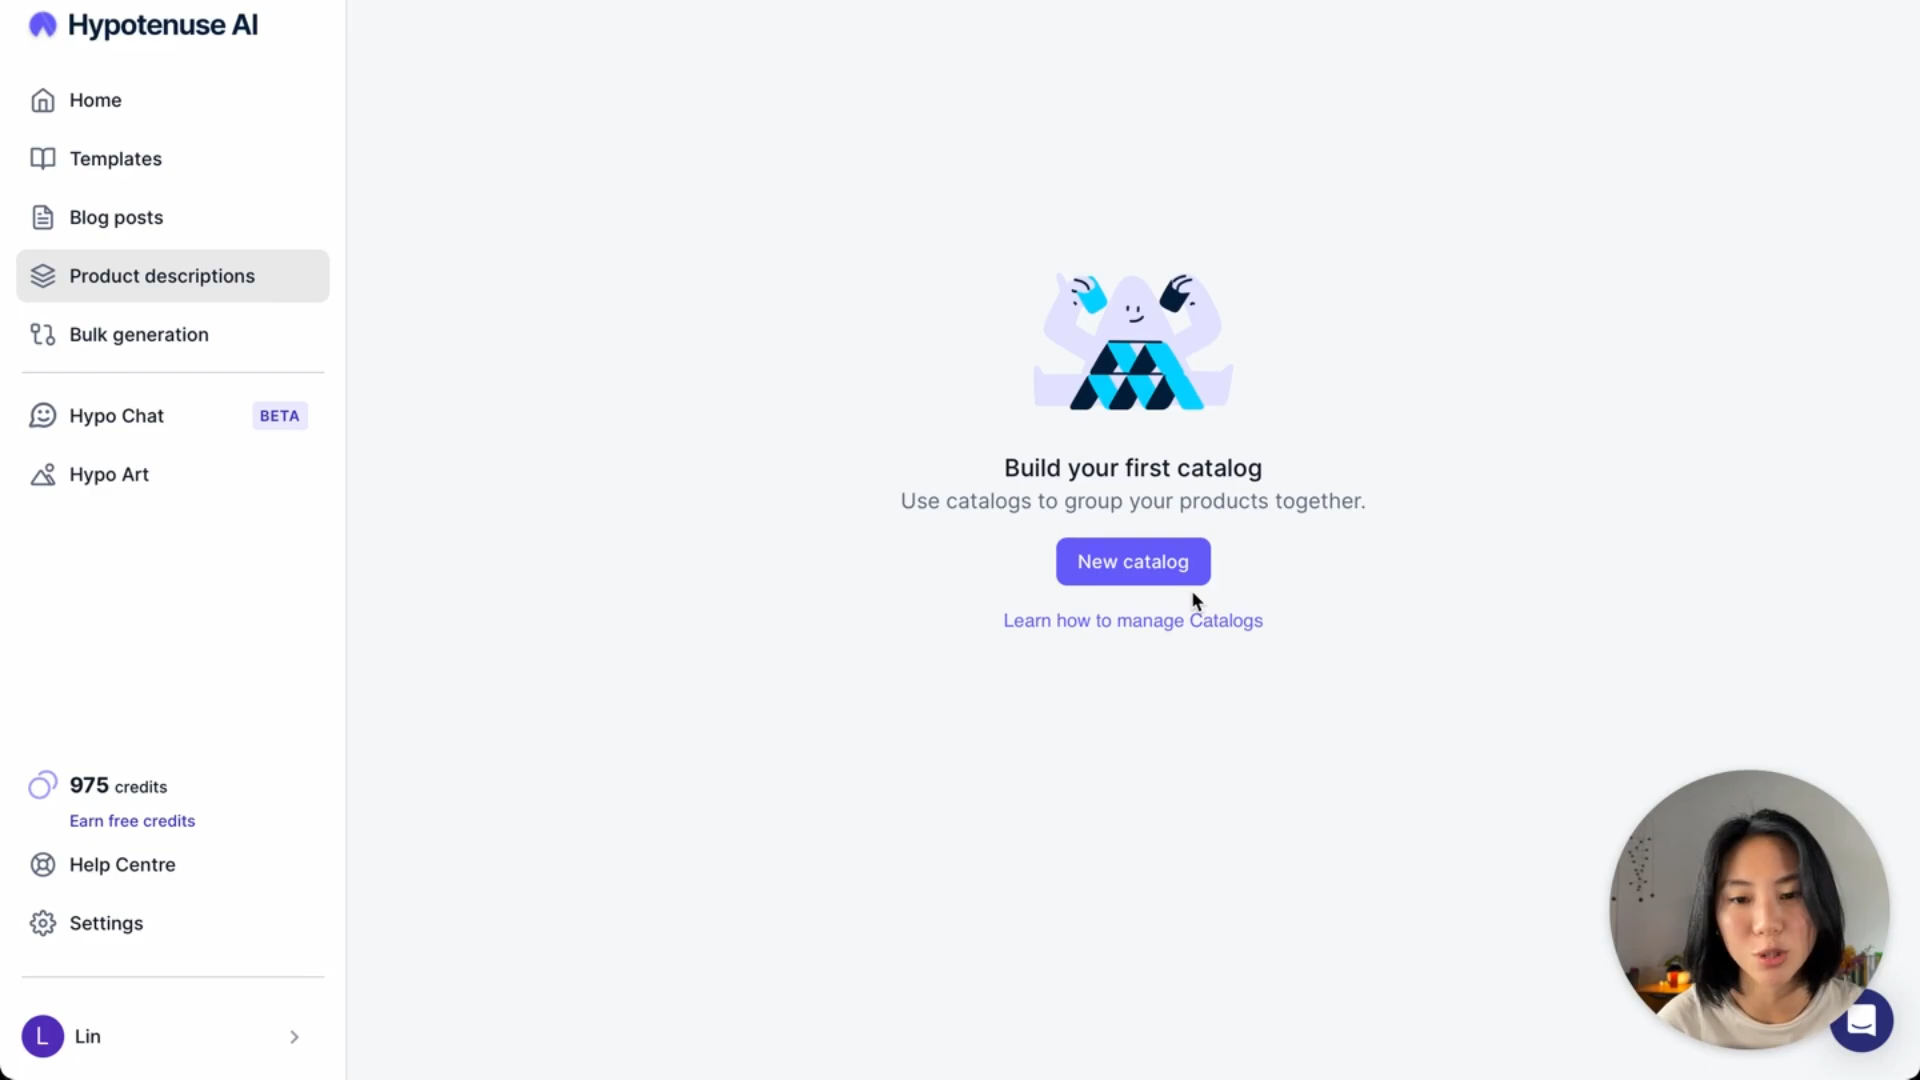 Hypotenuse AI
Home
Templates
Blog posts
Product descriptions
Bulk generation
Hypo Chat BETA
Hypo Art
975 credits
Earn free credits
Help Centre
Settings
L Lin
Build your first catalog
Use catalogs to group your products together.
New catalog
Learn how to manage Catalogs